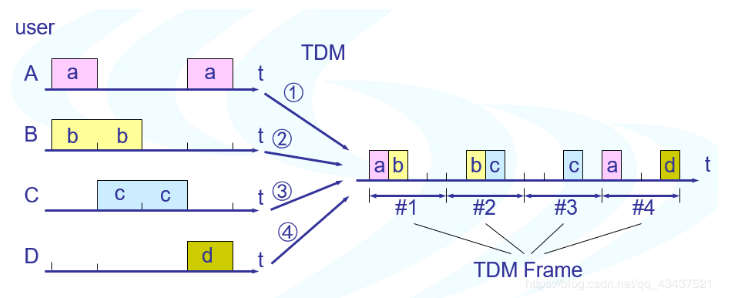 user
TDM
A a a t ①
B b b t ②
a b b c c a d t
C c c t ③
#1 #2 #3 #4
④
D d t
TDM Frame
https://blog.csdn.net/qq_43437521